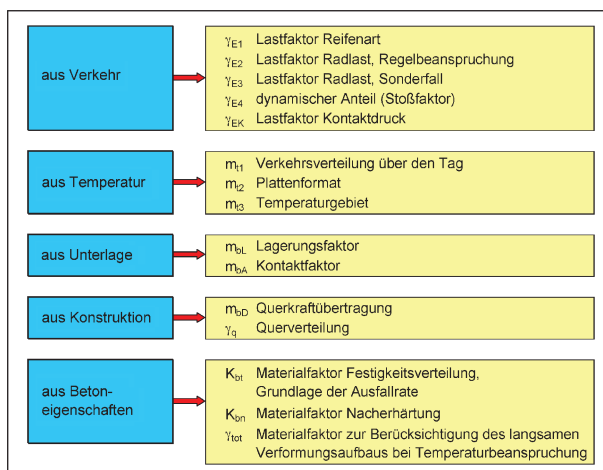 aus Verkehr
γE1 Lastfaktor Reifenart
γE2 Lastfaktor Radlast, Regelbeanspruchung
γE3 Lastfaktor Radlast, Sonderfall
γE4 dynamischer Anteil (Stoßfaktor)
γEK Lastfaktor Kontaktdruck
aus Temperatur
mt1 Verkehrsverteilung über den Tag
mt2 Plattenformat
mt3 Temperaturgebiet
aus Unterlage
mbL Lagerungsfaktor
mbA Kontaktfaktor
aus Konstruktion
mbD Querkraftübertragung
γq Querverteilung
aus Beton-
eigenschaften
Kbt Materialfaktor Festigkeitsverteilung,
Grundlage der Ausfallrate
Kbn Materialfaktor Nacherhärtung
γtot Materialfaktor zur Berücksichtigung des langsamen
Verformungsaufbaus bei Temperaturbeanspruchung